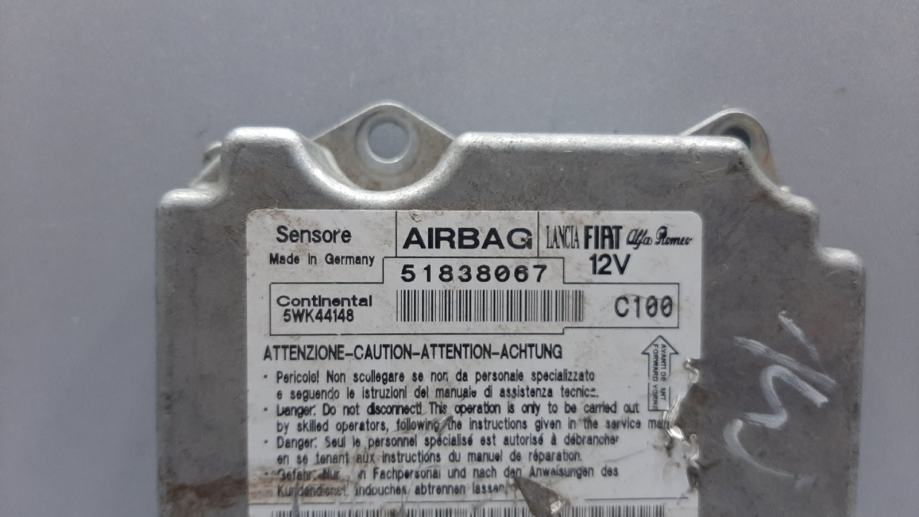 Sensore AIRBAG LANCIA FIAT Alfa Romeo
Made in Germany 51838067 12V
Continental
5WK44148 C100
ATTENZIONE-CAUTION-ATTENTION-ACHTUNG
• Pericolo! Non scollegare se non da personale specializzato
e seguendo le istruzioni del manuale di assistenza tecnica.
• Danger: Do not disconnect! This operation is only to be carried out
by skilled operators, following the instructions given in the service
• Danger: Seul le personnel spécialisé est autorisé à débrancher
en se tenant aux instructions du manuel de réparation.
• Gefahr: Nur Fachpersonal und nach den Anweisungen des
Kundendienst abtrennen lassen.
AVANTI
FORWARD